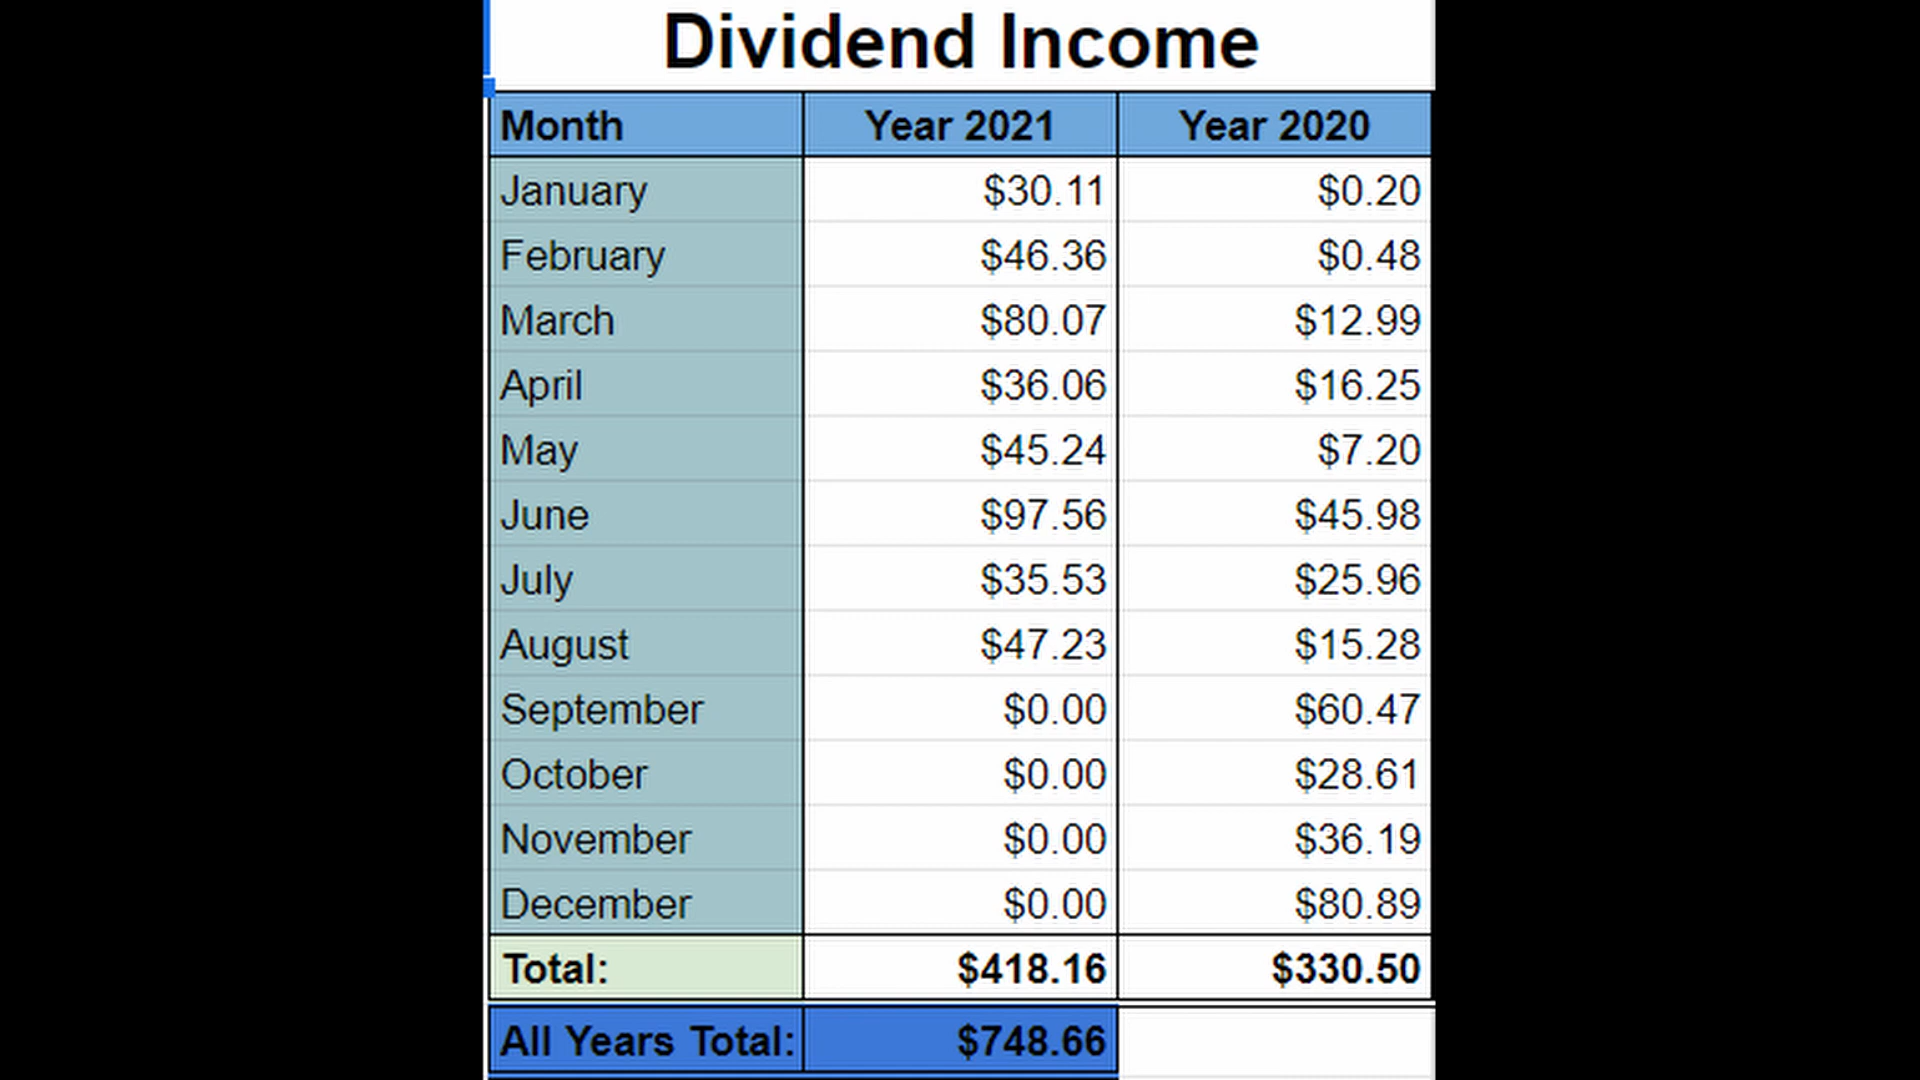 Dividend Income
Month Year 2021 Year 2020
January $30.11 $0.20
February $46.36 $0.48
March $80.07 $12.99
April $36.06 $16.25
May $45.24 $7.20
June $97.56 $45.98
July $35.53 $25.96
August $47.23 $15.28
September $0.00 $60.47
October $0.00 $28.61
November $0.00 $36.19
December $0.00 $80.89
Total: $418.16 $330.50
All Years Total: $748.66